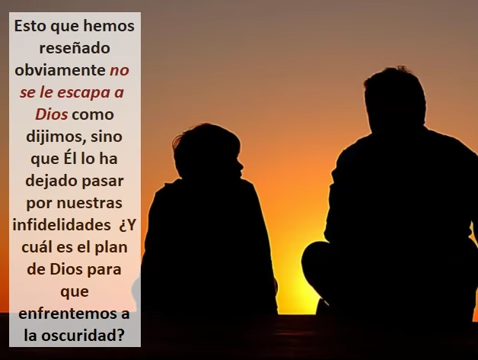 Esto que hemos
reseñado
obviamente no
se le escapa a
Dios como
dijimos, sino
que Él lo ha
dejado pasar
por nuestras
infidelidades ¿Y
cuál es el plan
de Dios para
que
enfrentemos a
la oscuridad?